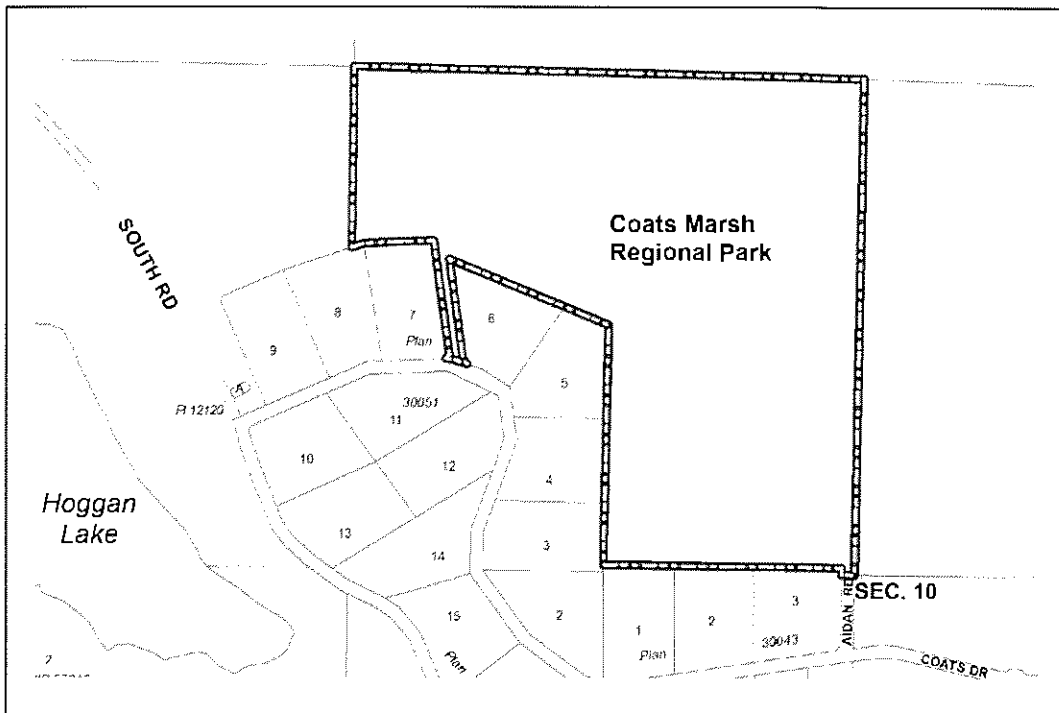 Coats Marsh
Regional Park
SOUTH RD
9
8
7
Plan
6
5
A
Pl 12120
30051
11
10
12
4
13
14
3
Hoggan
Lake
15
Plan
2
1
Plan
2
3
30043
AIDAN RD
SEC. 10
COATS DR
2